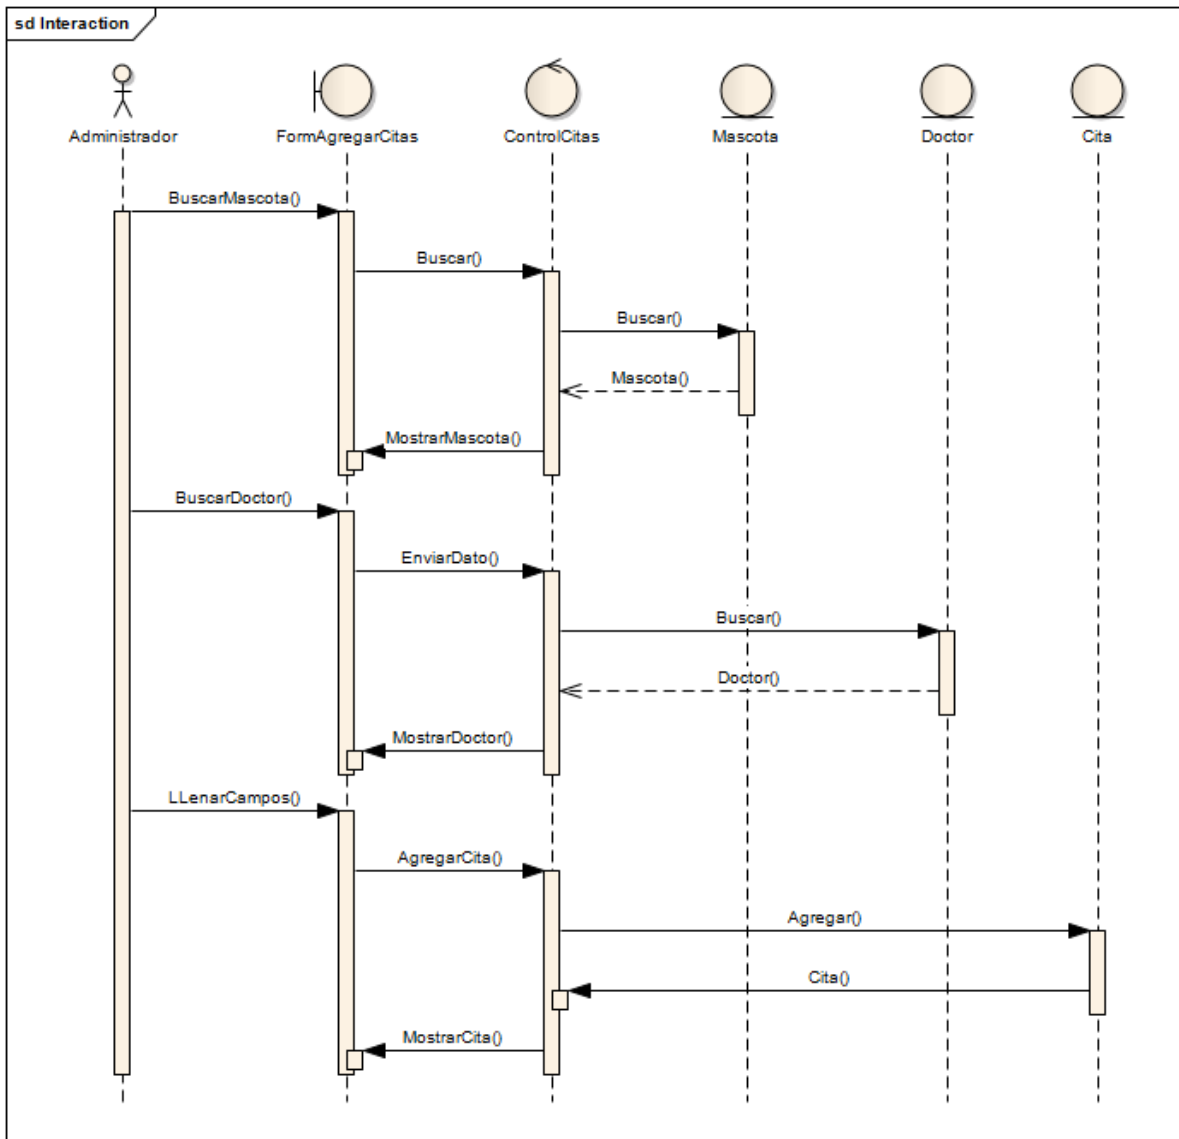 sd Interaction
Administrador
FormAgregarCitas
ControlCitas
Mascota
Doctor
Cita
BuscarMascota()
Buscar()
Buscar()
Mascota()
MostrarMascota()
BuscarDoctor()
EnviarDato()
Buscar()
Doctor()
MostrarDoctor()
LLenarCampos()
AgregarCita()
Agregar()
Cita()
MostrarCita()